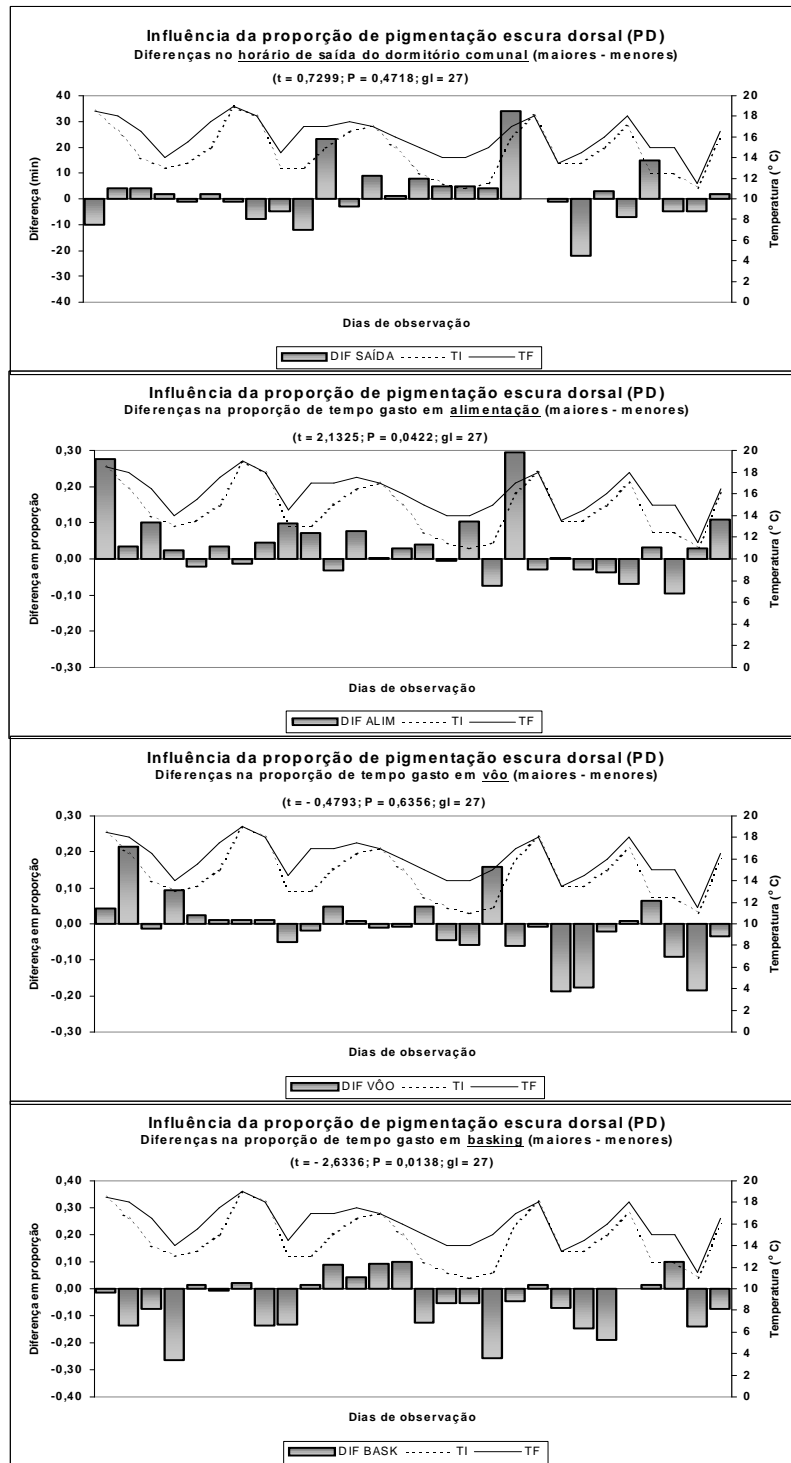 Influência da proporção de pigmentação escura dorsal (PD)
Diferenças no horário de saída do dormitório comunal (maiores - menores)
(t = 0,7299; P = 0,4718; gl = 27)
Diferença (min)
40
30
20
10
0
-10
-20
-30
-40
20
18
16
14
12
10
8
6
4
2
0
Temperatura (° C)
Dias de observação
DIF SAÍDA TI TF
Influência da proporção de pigmentação escura dorsal (PD)
Diferenças na proporção de tempo gasto em alimentação (maiores - menores)
(t = 2,1325; P = 0,0422; gl = 27)
Diferença em proporção
0,30
0,20
0,10
0,00
-0,10
-0,20
-0,30
20
18
16
14
12
10
8
6
4
2
0
Temperatura (° C)
Dias de observação
DIF ALIM TI TF
Influência da proporção de pigmentação escura dorsal (PD)
Diferenças na proporção de tempo gasto em vôo (maiores - menores)
(t = - 0,4793; P = 0,6356; gl = 27)
Diferença em proporção
0,30
0,20
0,10
0,00
-0,10
-0,20
-0,30
20
18
16
14
12
10
8
6
4
2
0
Temperatura (° C)
Dias de observação
DIF VÔO TI TF
Influência da proporção de pigmentação escura dorsal (PD)
Diferenças na proporção de tempo gasto em basking (maiores - menores)
(t = - 2,6336; P = 0,0138; gl = 27)
Diferença em proporção
0,40
0,30
0,20
0,10
0,00
-0,10
-0,20
-0,30
-0,40
20
18
16
14
12
10
8
6
4
2
0
Temperatura (° C)
Dias de observação
DIF BASK TI TF